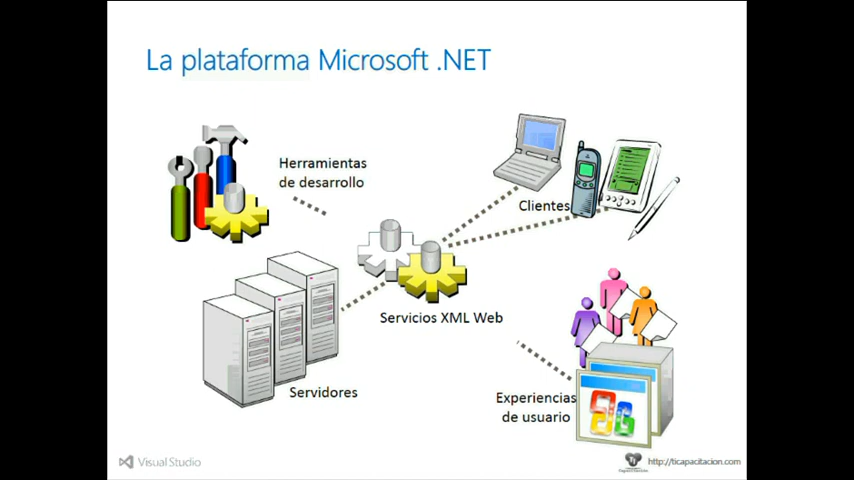 La plataforma Microsoft .NET
Herramientas
de desarrollo
Clientes
Servicios XML Web
Servidores
Experiencias
de usuario
Visual Studio
http://ticapacitacion.com